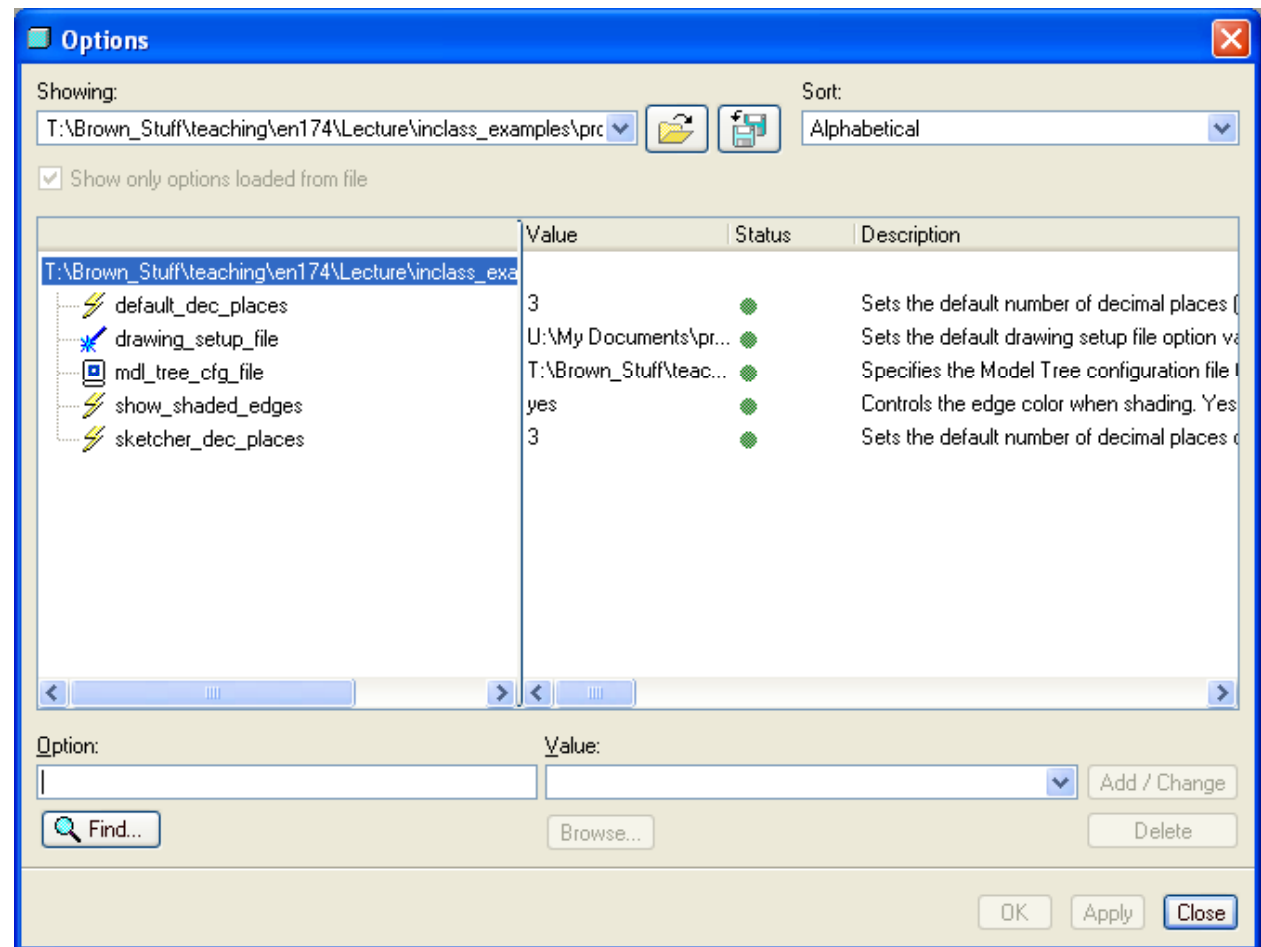 Options
Showing: Sort:
T:\Brown_Stuff\teaching\en174\Lecture\inclass_examples\prc Alphabetical
Show only options loaded from file
Value Status Description
T:\Brown_Stuff\teaching\en174\Lecture\inclass_exa
default_dec_places 3 Sets the default number of decimal places (
drawing_setup_file U:\My Documents\pr... Sets the default drawing setup file option va
mdl_tree_cfg_file T:\Brown_Stuff\teac... Specifies the Model Tree configuration file
show_shaded_edges yes Controls the edge color when shading. Yes
sketcher_dec_places 3 Sets the default number of decimal places
Option: Value:
Add / Change
Find... Browse... Delete
OK Apply Close